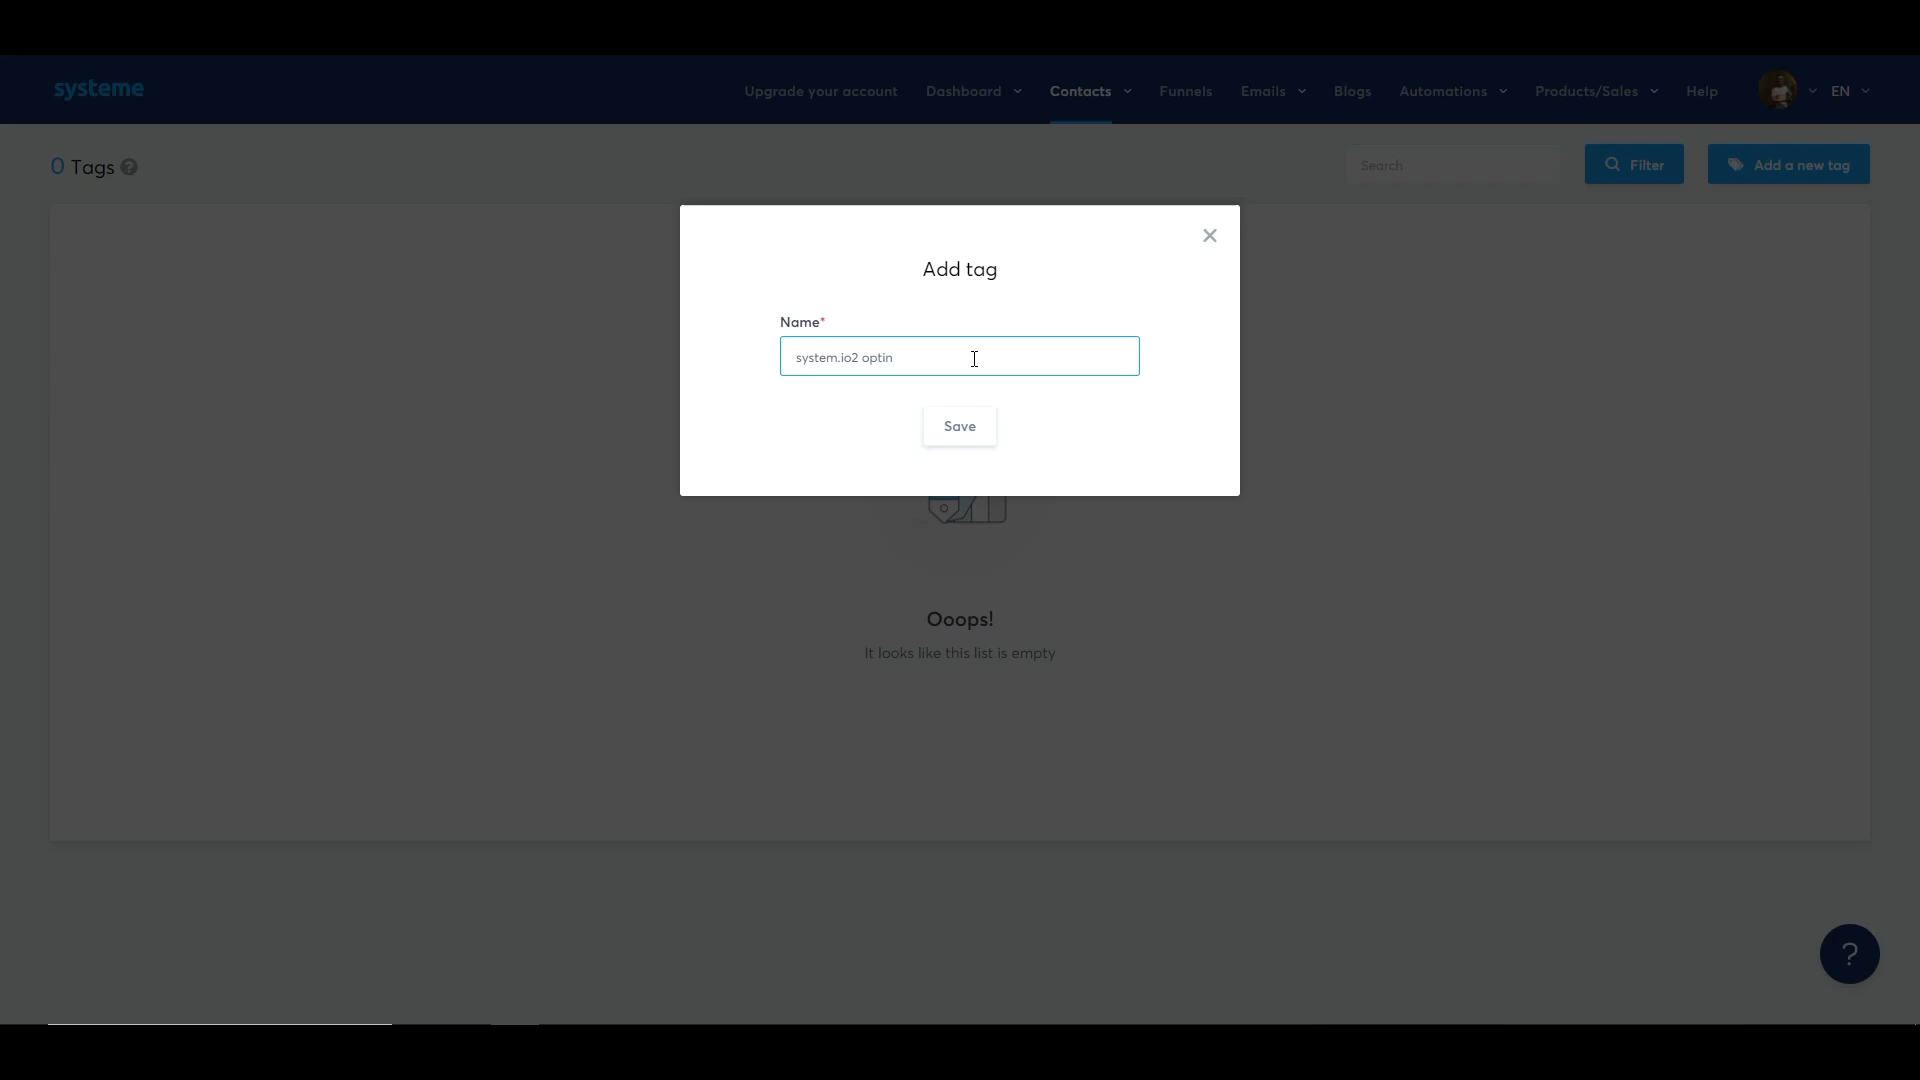 systeme
Upgrade your account Dashboard Contacts Funnels Emails Blogs Automations Products/Sales Help EN
0 Tags ?
Search
Filter
Add a new tag
Add tag
Name*
system.io2 optin
Save
Ooops!
It looks like this list is empty
?